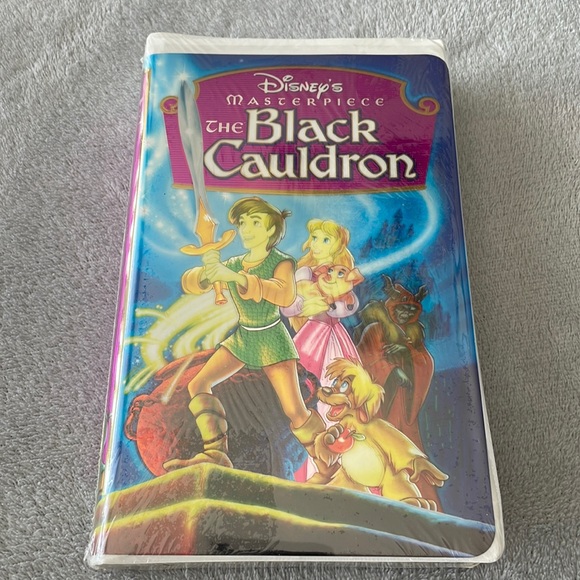 Disney's
MASTERPIECE
THE Black
Cauldron